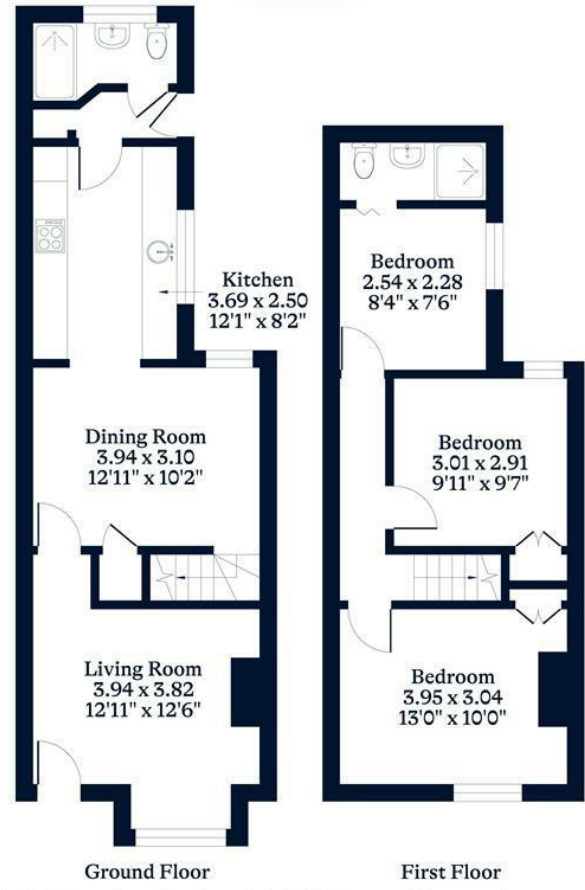 Kitchen
3.69 x 2.50
12'1" x 8'2"
Dining Room
3.94 x 3.10
12'11" x 10'2"
Living Room
3.94 x 3.82
12'11" x 12'6"
Ground Floor
Bedroom
2.54 x 2.28
8'4" x 7'6"
Bedroom
3.01 x 2.91
9'11" x 9'7"
Bedroom
3.95 x 3.04
13'0" x 10'0"
First Floor